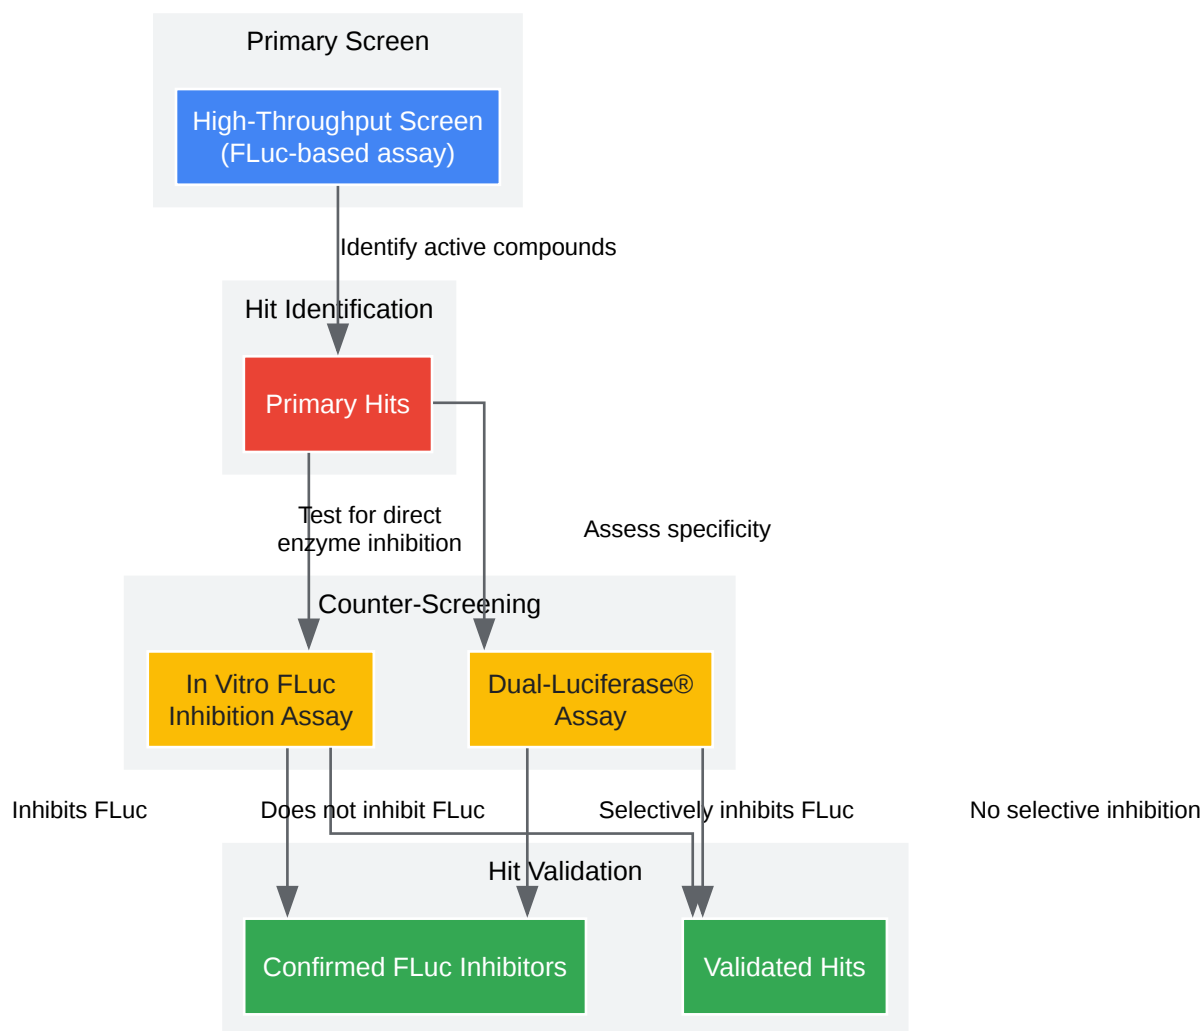 Primary Screen
High-Throughput Screen
(FLuc-based assay)
Identify active compounds
Hit Identification
Primary Hits
Test for direct
enzyme inhibition
Assess specificity
Counter-Screening
In Vitro FLuc
Inhibition Assay
Dual-Luciferase®
Assay
Inhibits FLuc
Does not inhibit FLuc
Selectively inhibits FLuc
No selective inhibition
Hit Validation
Confirmed FLuc Inhibitors
Validated Hits